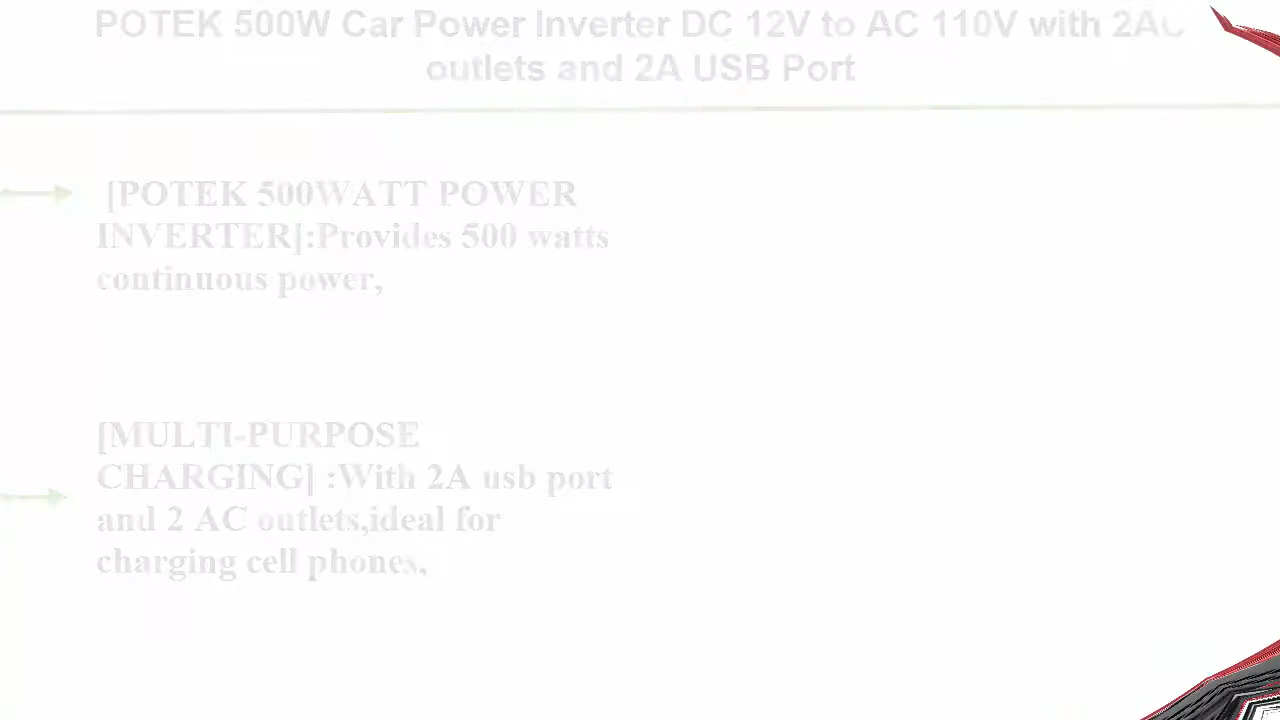 POTEK 500W Car Power Inverter DC 12V to AC 110V with 2AC
outlets and 2A USB Port
[POTEK 500WATT POWER
INVERTER]:Provides 500 watts
continuous power,
[MULTI-PURPOSE
CHARGING] :With 2A usb port
and 2 AC outlets,ideal for
charging cell phones,